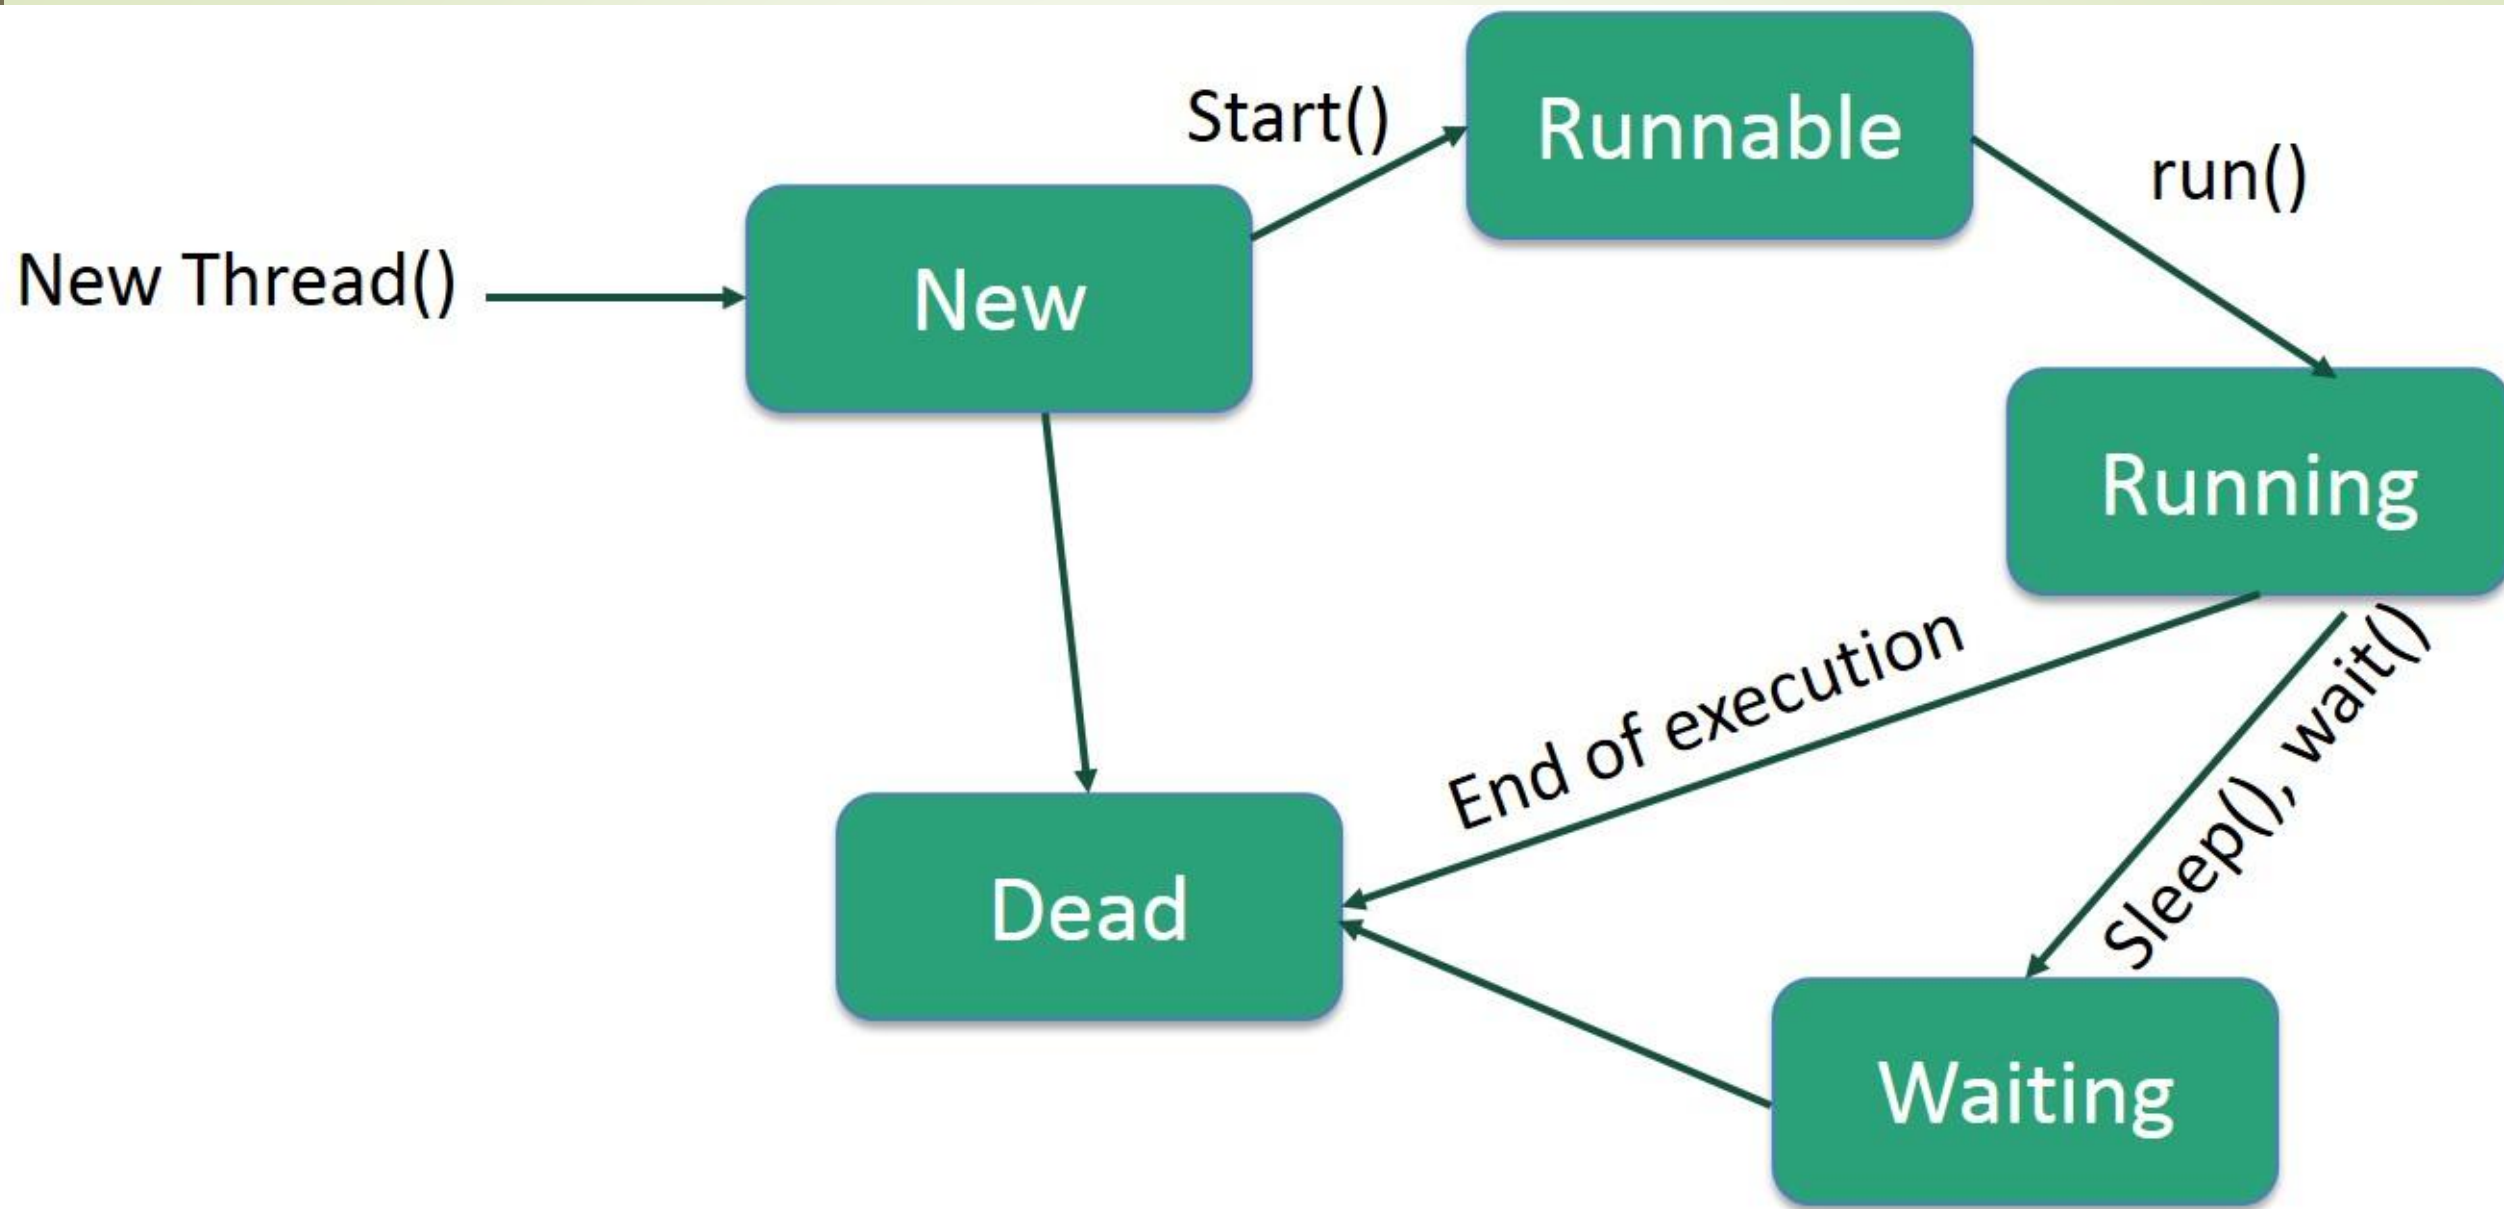 Start()
Runnable
run()
New Thread()
New
Running
End of execution
Sleep(), wait()
Dead
Waiting